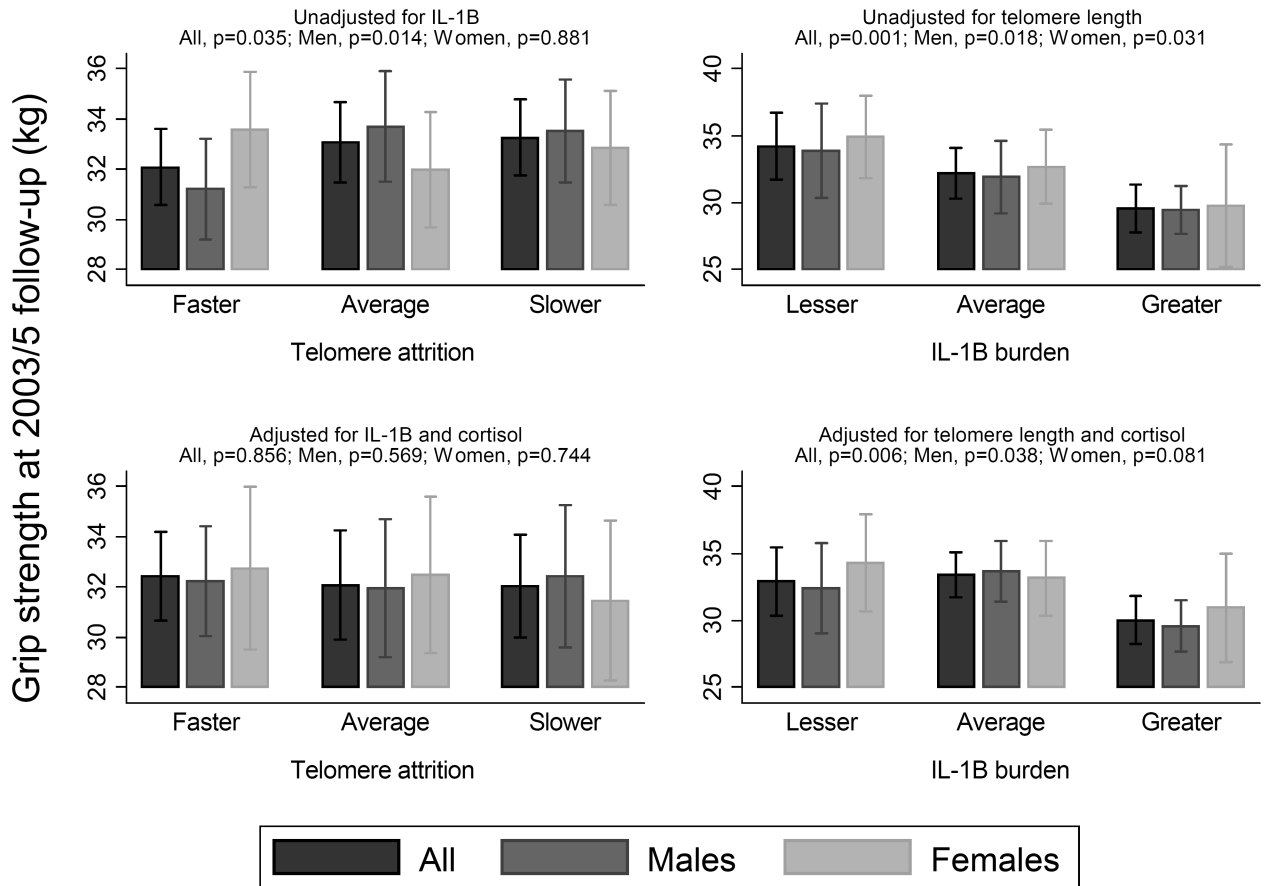 Grip strength at 2003/5 follow-up (kg)
Unadjusted for IL-1B
All, p=0.035; Men, p=0.014; Women, p=0.881
36
34
32
30
28
Faster Average Slower
Telomere attrition
Unadjusted for telomere length
All, p=0.001; Men, p=0.018; Women, p=0.031
40
35
30
25
Lesser Average Greater
IL-1B burden
Adjusted for IL-1B and cortisol
All, p=0.856; Men, p=0.569; Women, p=0.744
36
34
32
30
28
Faster Average Slower
Telomere attrition
Adjusted for telomere length and cortisol
All, p=0.006; Men, p=0.038; Women, p=0.081
40
35
30
25
Lesser Average Greater
IL-1B burden
All Males Females